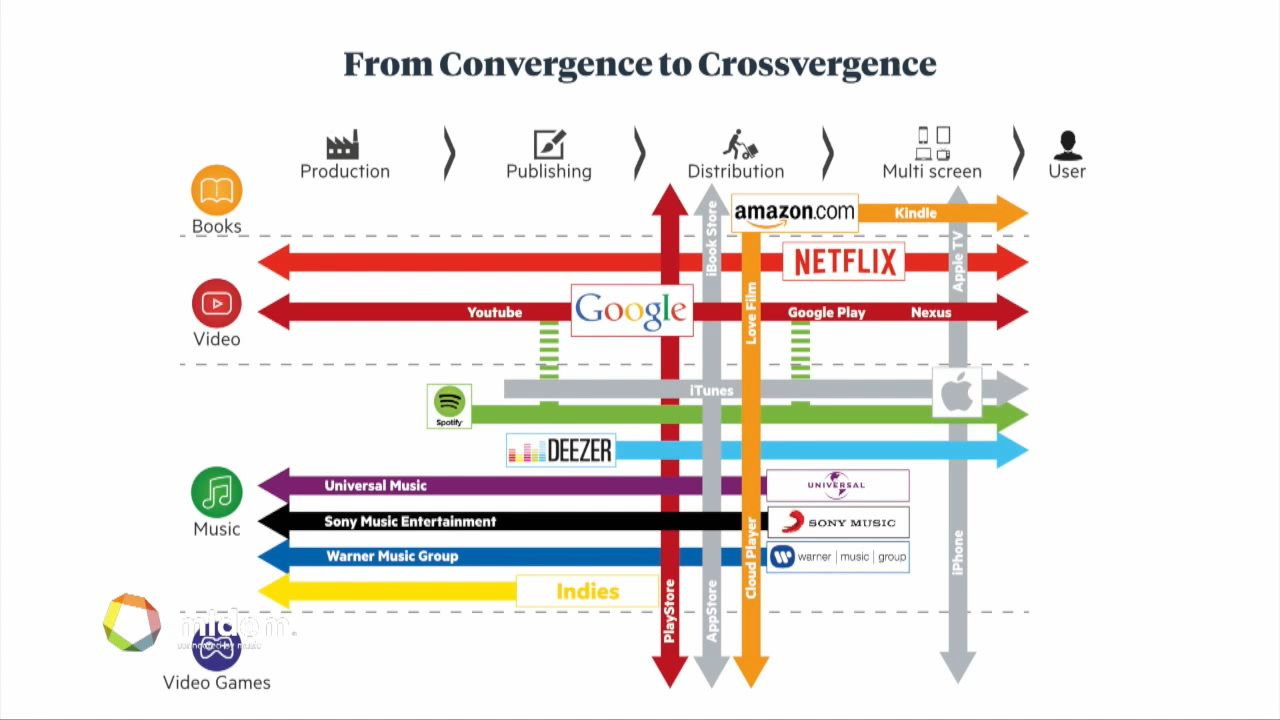 From Convergence to Crossvergence
Production
Publishing
Distribution
Multi screen
User
Books
amazon.com
Kindle
iBook Store
Apple TV
NETFLIX
Video
Youtube
Google
Love Film
Google Play
Nexus
iTunes
Spotify
DEEZER
Music
Universal Music
UNIVERSAL
Sony Music Entertainment
SONY MUSIC
Warner Music Group
warner | music | group
Cloud Player
iPhone
Indies
PlayStore
AppStore
midem.
Video Games